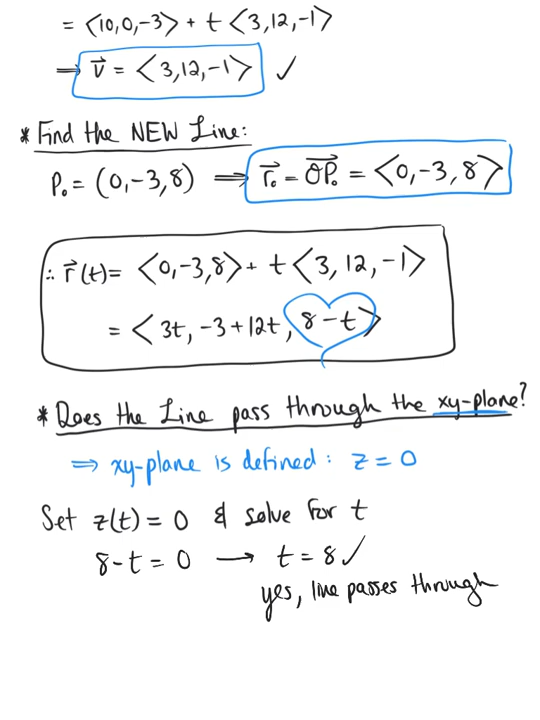 = <10,0,-3> + t <3,12,-1>
⟹ v⃗ = <3,12,-1> ✓
* Find the NEW Line:
P₀ = (0,-3,8) ⟹ r⃗₀ = OP₀⃗ = <0,-3,8>
∴ r⃗(t) = <0,-3,8> + t <3,12,-1>
= <3t, -3+12t, 8-t>
* Does the Line pass through the xy-plane?
⟹ xy-plane is defined: z = 0
Set z(t) = 0 & solve for t
8-t = 0 → t = 8 ✓
yes, line passes through